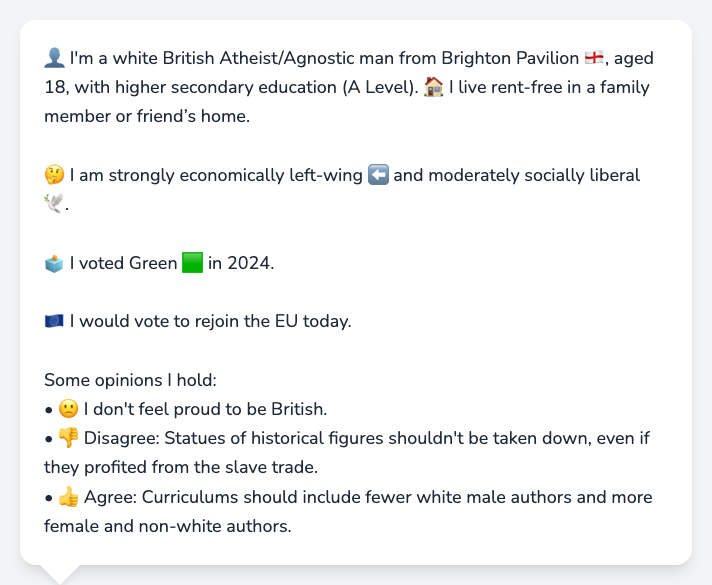 👤 I'm a white British Atheist/Agnostic man from Brighton Pavilion 🏴󠁧󠁢󠁥󠁮󠁧󠁿, aged
18, with higher secondary education (A Level). 🏠 I live rent-free in a family
member or friend’s home.
🤔 I am strongly economically left-wing ⬅️ and moderately socially liberal
🕊️.
🗳️ I voted Green 🟩 in 2024.
🇪🇺 I would vote to rejoin the EU today.
Some opinions I hold:
• 🙁 I don't feel proud to be British.
• 👎 Disagree: Statues of historical figures shouldn't be taken down, even if
they profited from the slave trade.
• 👍 Agree: Curriculums should include fewer white male authors and more
female and non-white authors.